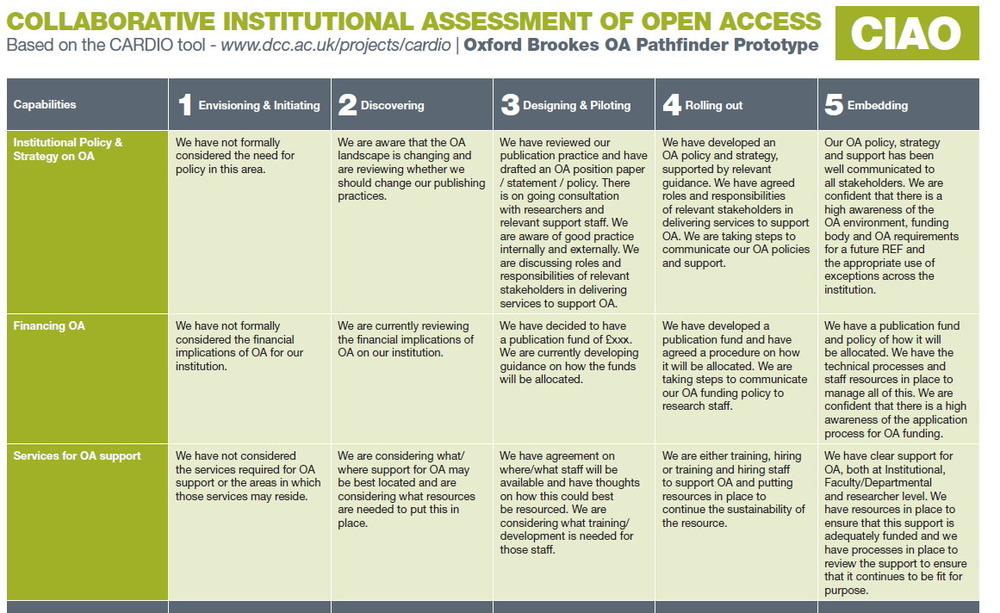 COLLABORATIVE INSTITUTIONAL ASSESSMENT OF OPEN ACCESS
Based on the CARDIO tool - www.dcc.ac.uk/projects/cardio | Oxford Brookes OA Pathfinder Prototype
CIAO
Capabilities
1 Envisioning & Initiating
2 Discovering
3 Designing & Piloting
4 Rolling out
5 Embedding
Institutional Policy &
Strategy on OA
We have not formally
considered the need for
policy in this area.
We are aware that the OA
landscape is changing and
are reviewing whether we
should change our publishing
practices.
We have reviewed our
publication practice and have
drafted an OA position paper
/ statement / policy. There
is on going consultation
with researchers and
relevant support staff. We
are aware of good practice
internally and externally. We
are discussing roles and
responsibilities of relevant
stakeholders in delivering
services to support OA.
We have developed an
OA policy and strategy,
supported by relevant
guidance. We have agreed
roles and responsibilities
of relevant stakeholders in
delivering services to support
OA. We are taking steps to
communicate our OA policies
and support.
Our OA policy, strategy
and support has been
well communicated to
all stakeholders. We are
confident that there is a
high awareness of the
OA environment, funding
body and OA requirements
for a future REF and
the appropriate use of
exceptions across the
institution.
Financing OA
We have not formally
considered the financial
implications of OA for our
institution.
We are currently reviewing
the financial implications of
OA on our institution.
We have decided to have
a publication fund of £xxx.
We are currently developing
guidance on how the funds
will be allocated.
We have developed a
publication fund and have
agreed a procedure on how
it will be allocated. We are
taking steps to communicate
our OA funding policy to
research staff.
We have a publication fund
and policy of how it will
be allocated. We have the
technical processes and
staff resources in place to
manage all of this. We are
confident that there is a high
awareness of the application
process for OA funding.
Services for OA support
We have not considered
the services required for OA
support or the areas in which
those services may reside.
We are considering what/
where support for OA may
be best located and are
considering what resources
are needed to put this in
place.
We have agreement on
where/what staff will be
available and have thoughts
on how this could best
be resourced. We are
considering what training/
development is needed for
those staff.
We are either training, hiring
or training and hiring staff
to support OA and putting
resources in place to
continue the sustainability of
the resource.
We have clear support for
OA, both at Institutional,
Faculty/Departmental
and researcher level. We
have resources in place to
ensure that this support is
adequately funded and we
have processes in place to
review the support to ensure
that it continues to be fit for
purpose.